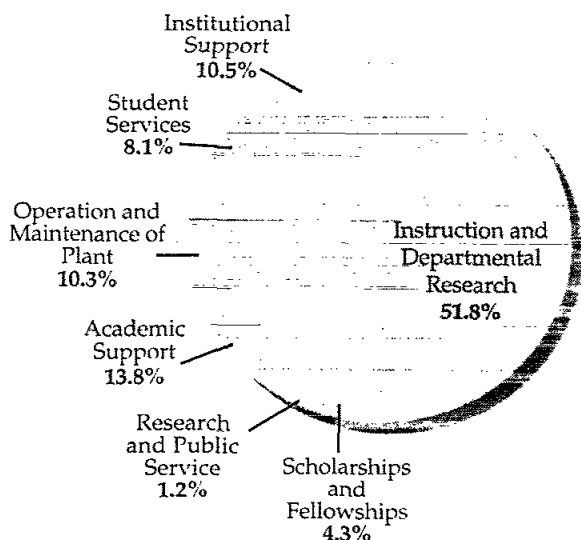 Institutional
Support
10.5%
Student
Services
8.1%
Operation and
Maintenance of
Plant
10.3%
Instruction and
Departmental
Research
51.8%
Academic
Support
13.8%
Research
and Public
Service
1.2%
Scholarships
and
Fellowships
4.3%